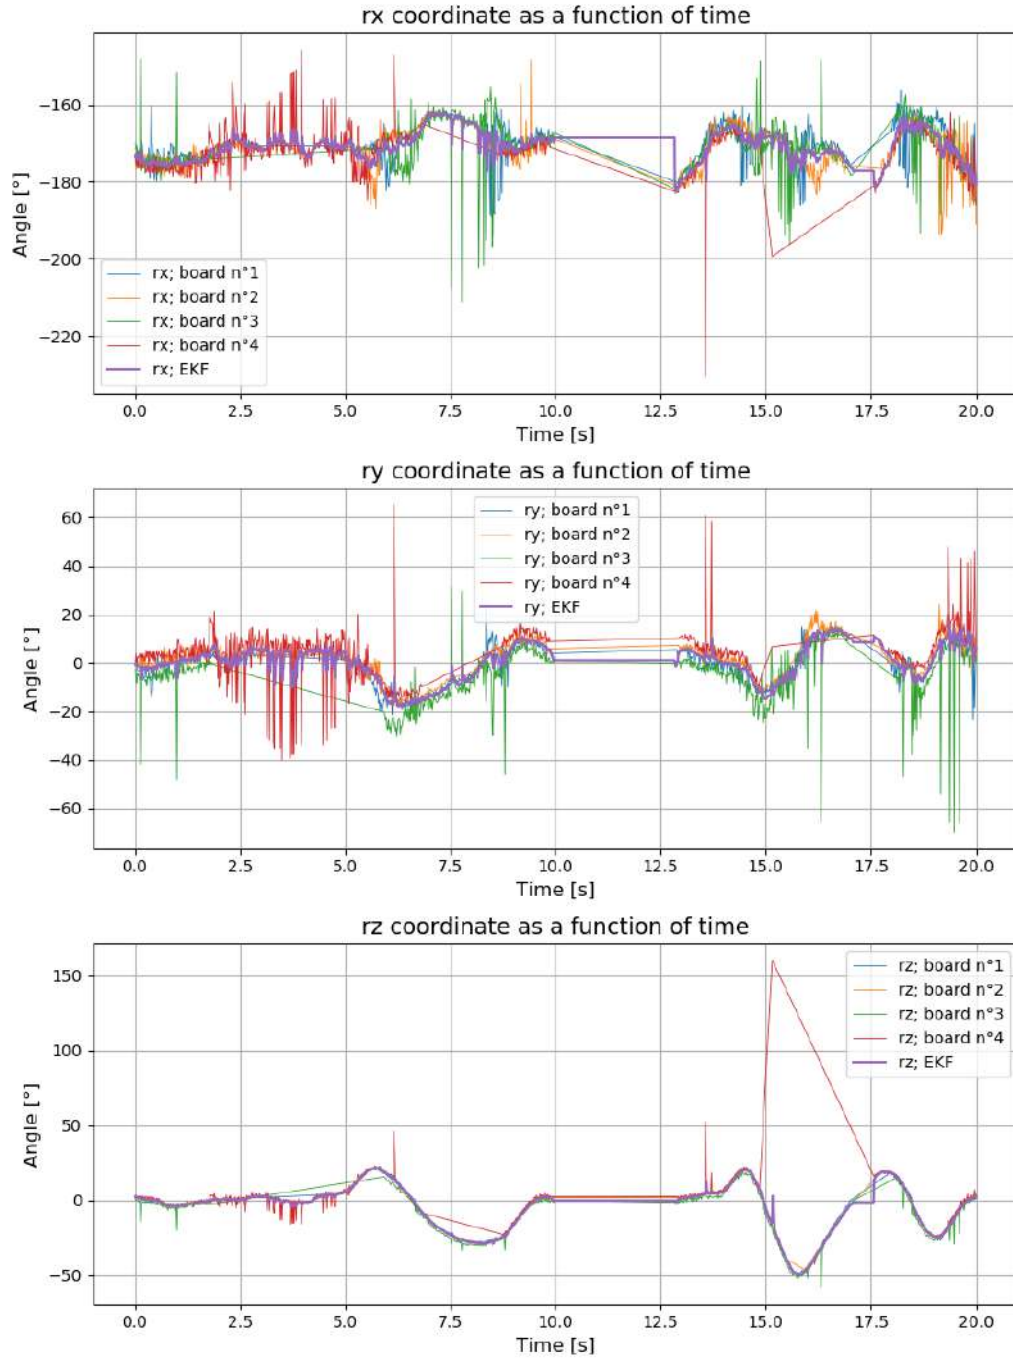 rx coordinate as a function of time
Angle [°]
−160
−180
−200
−220
rx; board n°1
rx; board n°2
rx; board n°3
rx; board n°4
rx; EKF
0.0 2.5 5.0 7.5 10.0 12.5 15.0 17.5 20.0
Time [s]
ry coordinate as a function of time
Angle [°]
60
40
20
0
−20
−40
−60
ry; board n°1
ry; board n°2
ry; board n°3
ry; board n°4
ry; EKF
0.0 2.5 5.0 7.5 10.0 12.5 15.0 17.5 20.0
Time [s]
rz coordinate as a function of time
Angle [°]
150
100
50
0
−50
rz; board n°1
rz; board n°2
rz; board n°3
rz; board n°4
rz; EKF
0.0 2.5 5.0 7.5 10.0 12.5 15.0 17.5 20.0
Time [s]